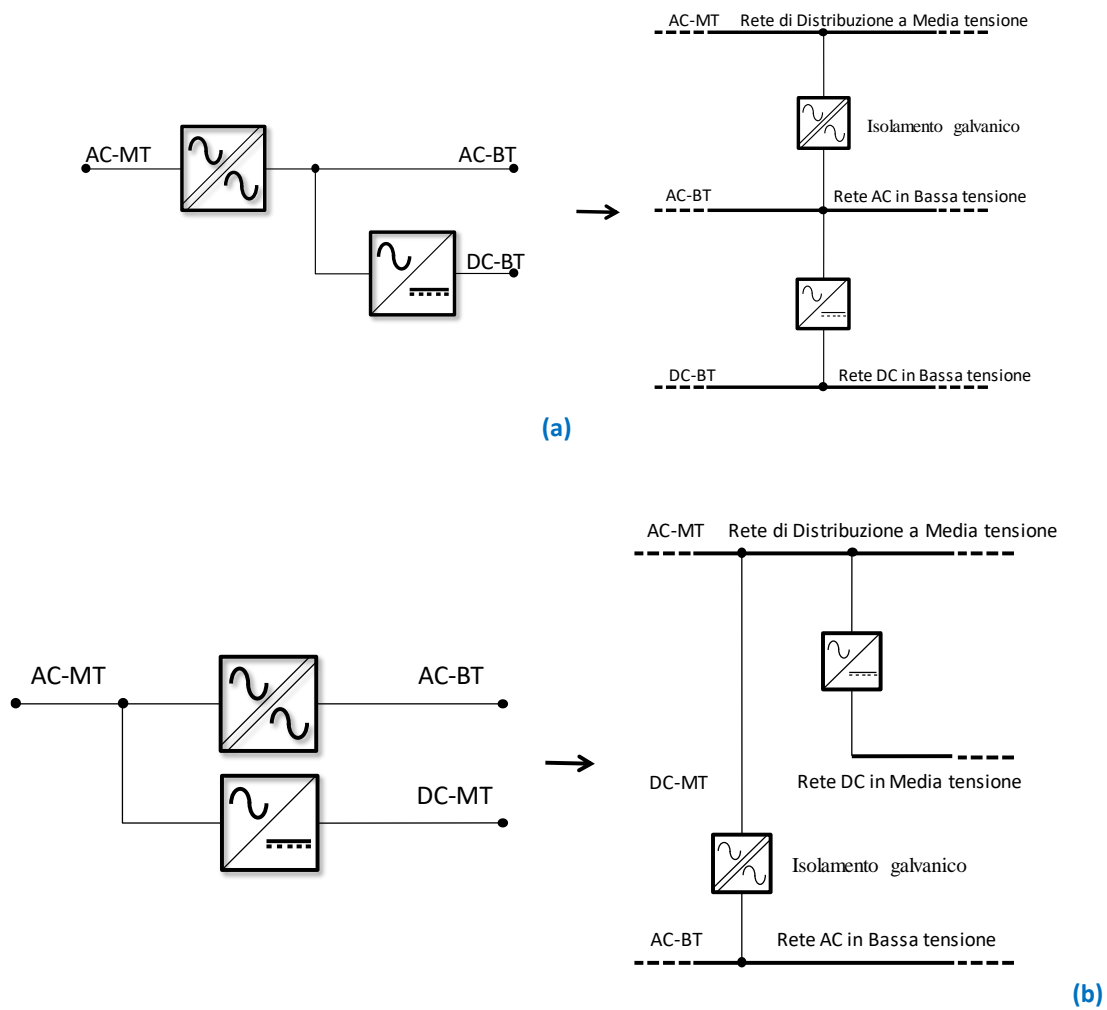 AC-MT Rete di Distribuzione a Media tensione
Isolamento galvanico
AC-MT
AC-BT
AC-BT Rete AC in Bassa tensione
DC-BT
DC-BT Rete DC in Bassa tensione
(a)
AC-MT Rete di Distribuzione a Media tensione
AC-MT
AC-BT
DC-MT
DC-MT Rete DC in Media tensione
Isolamento galvanico
AC-BT Rete AC in Bassa tensione
(b)